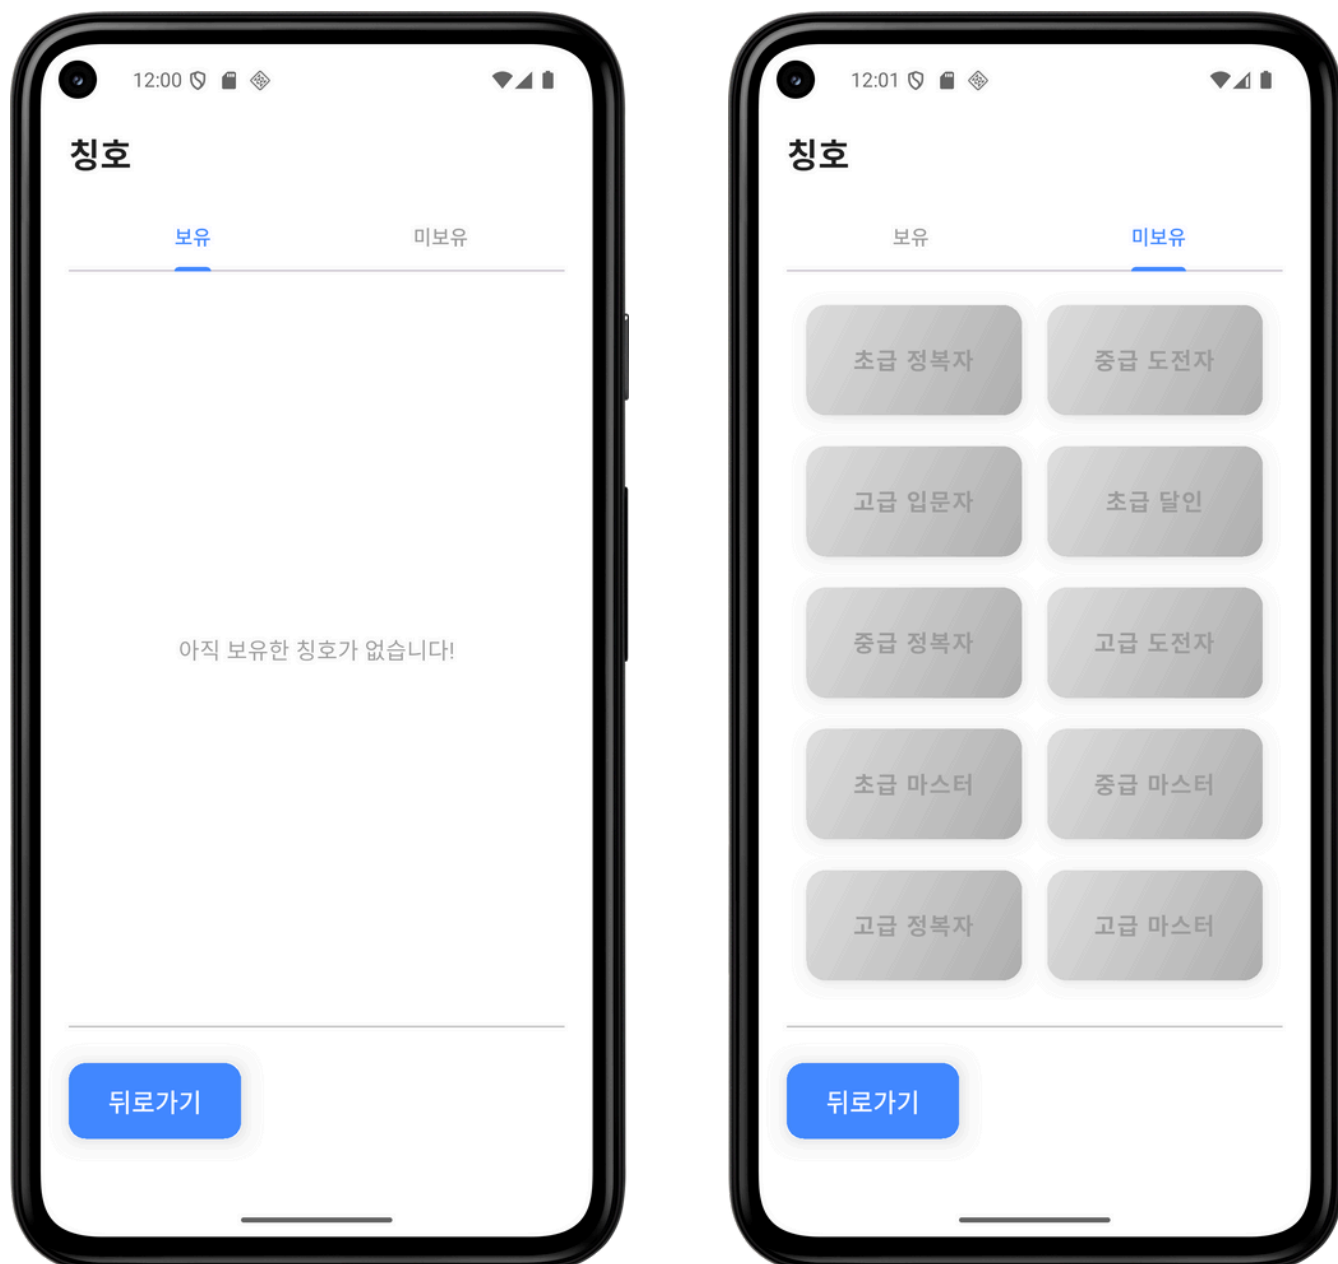 12:00
칭호
보유 미보유
아직 보유한 칭호가 없습니다!
뒤로가기
12:01
칭호
보유 미보유
초급 정복자 중급 도전자
고급 입문자 초급 달인
중급 정복자 고급 도전자
초급 마스터 중급 마스터
고급 정복자 고급 마스터
뒤로가기